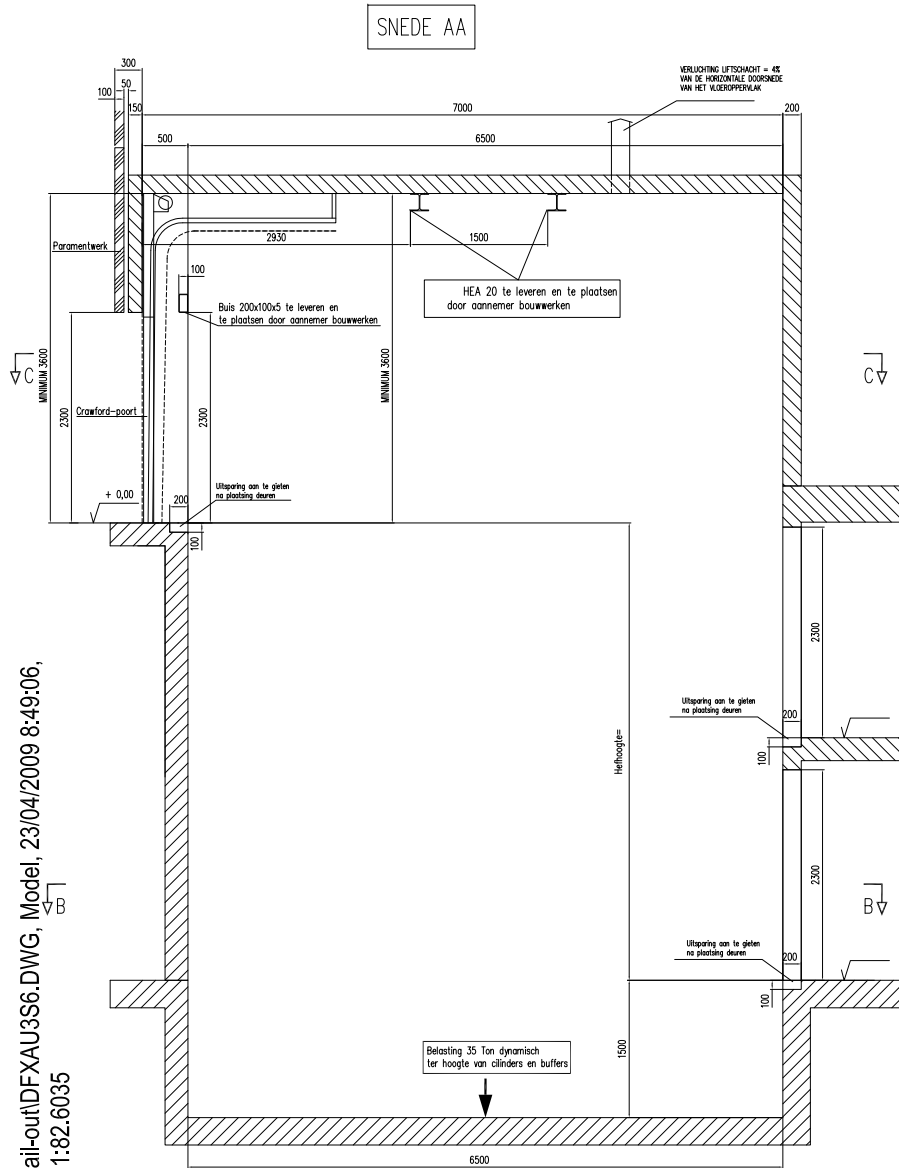 SNEDE AA
300
50
100
150
7000
200
VERLUCHTING LIFTSCHACHT = 4%
VAN DE HORIZONTALE DOORSNEDE
VAN HET VLOEROPPERVLAK
500
6500
Paramentwerk
2930
1500
100
HEA 20 te leveren en te plaatsen
door aannemer bouwwerken
Buis 200x100x5 te leveren en
te plaatsen door aannemer bouwwerken
C
C
MINIMUM 3600
MINIMUM 3600
2300
Crawford-poort
2300
+ 0,00
Uitsparing aan te gieten
na plaatsing deuren
200
100
2300
Uitsparing aan te gieten
na plaatsing deuren
200
100
Hefhoogte=
2300
B
B
Uitsparing aan te gieten
na plaatsing deuren
200
100
1500
Belasting 35 Ton dynamisch
ter hoogte van cilinders en buffers
6500
ail-out\DFXAU3S6.DWG, Model, 23/04/2009 8:49:06,
1:82.6035